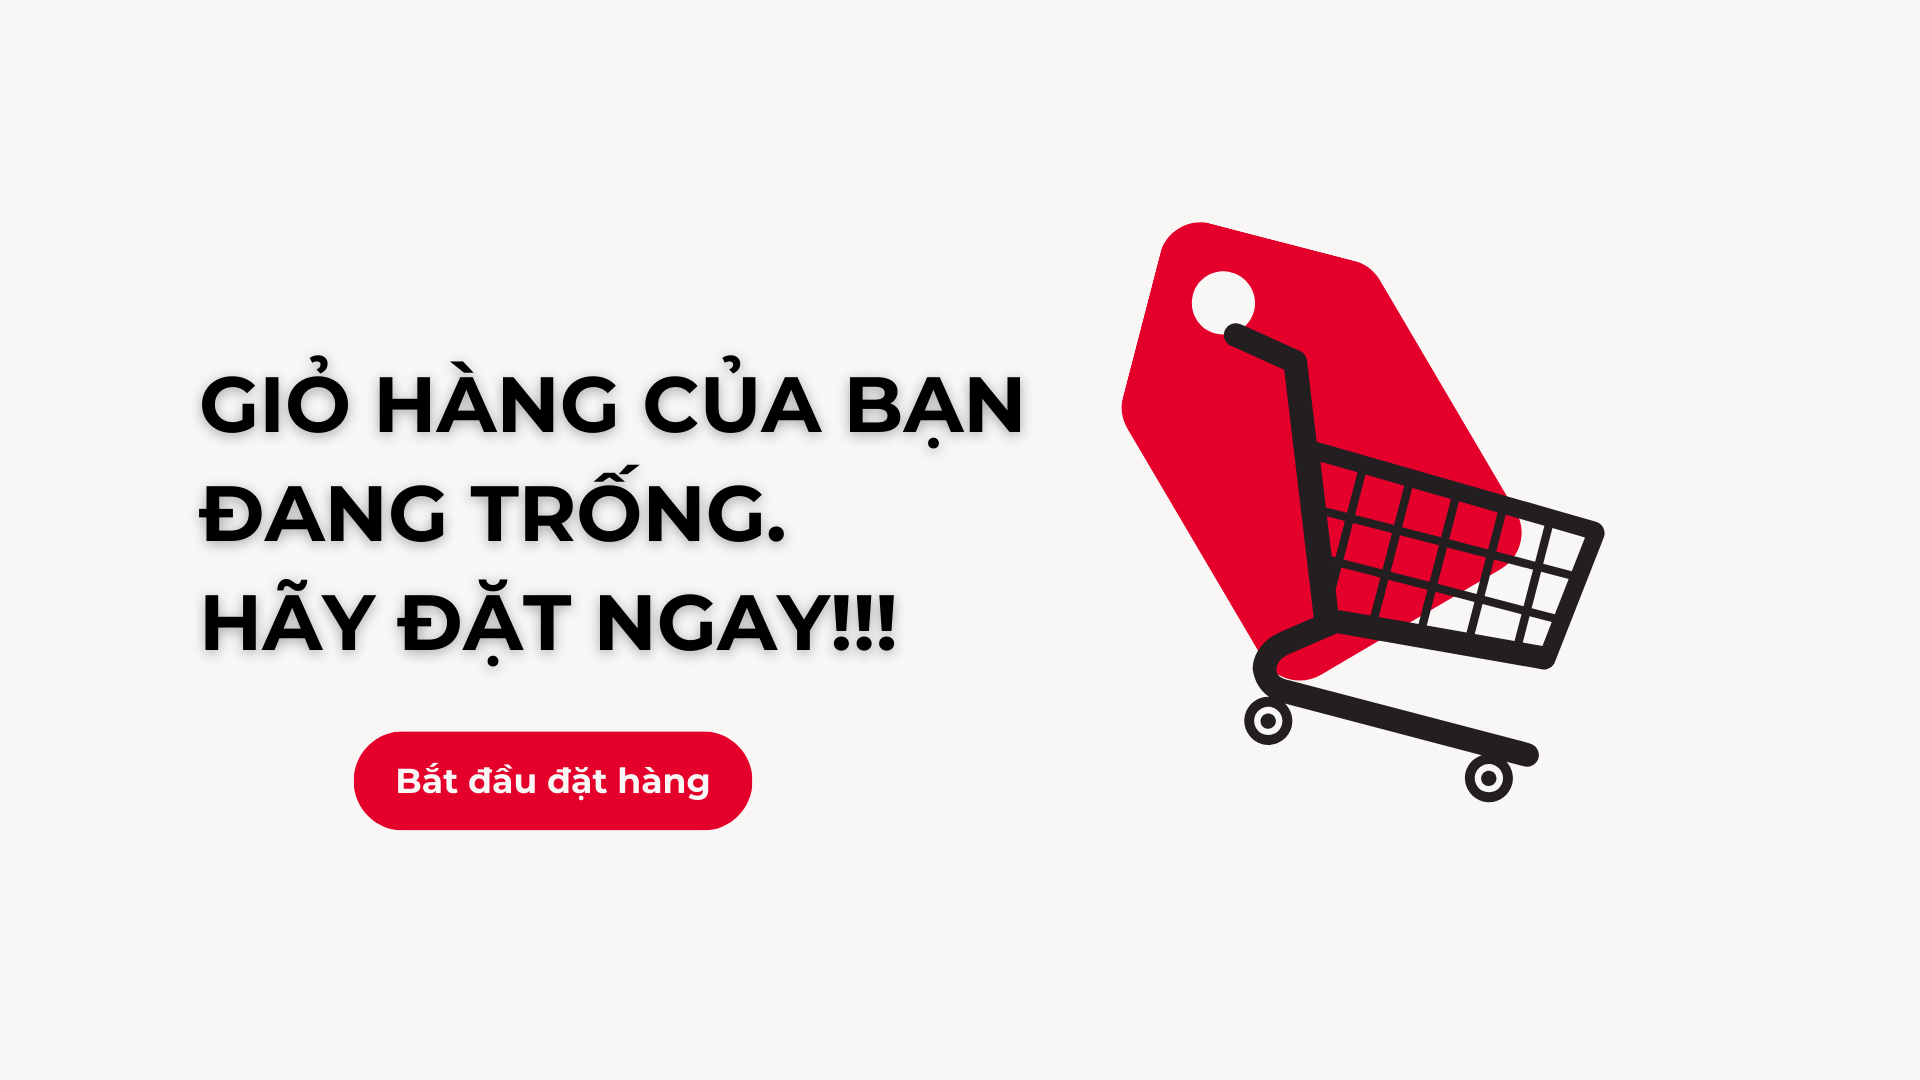 GIỎ HÀNG CỦA BẠN
ĐANG TRỐNG.
HÃY ĐẶT NGAY!!!
Bắt đầu đặt hàng